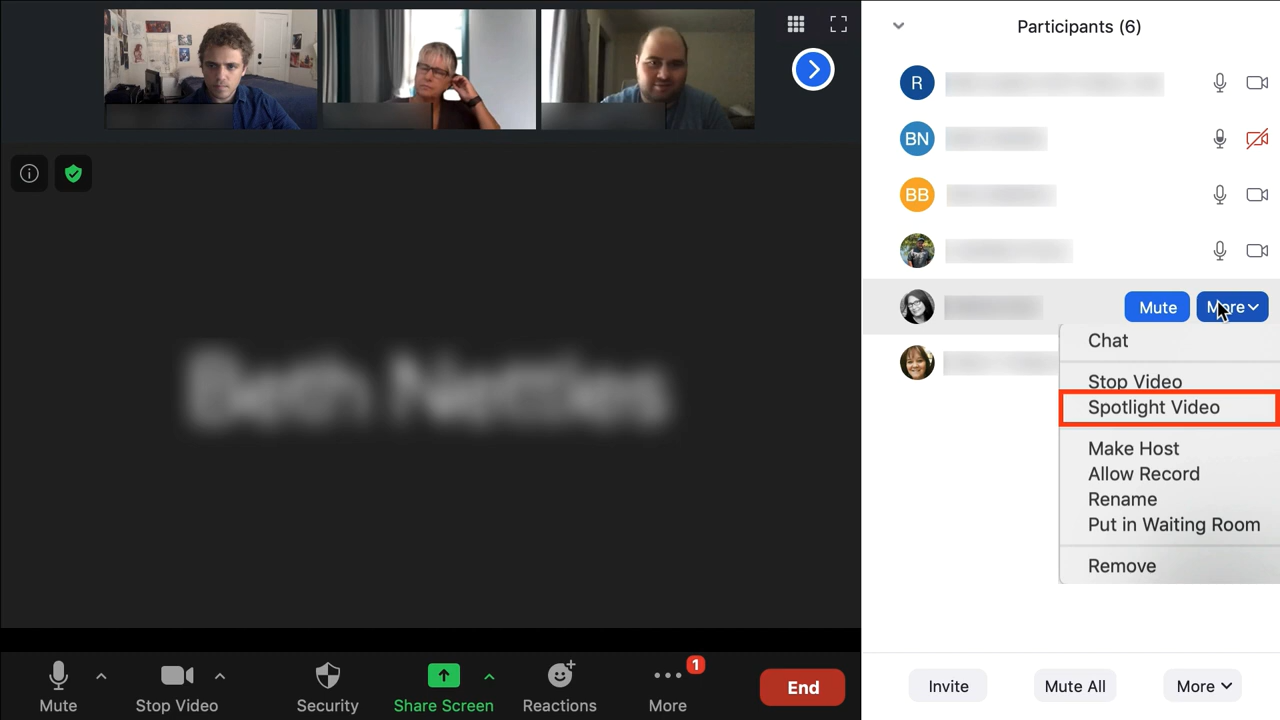 Participants (6)
R
BN
BB
Mute
More
Chat
Stop Video
Spotlight Video
Make Host
Allow Record
Rename
Put in Waiting Room
Remove
1
Mute
Stop Video
Security
Share Screen
Reactions
More
End
Invite
Mute All
More